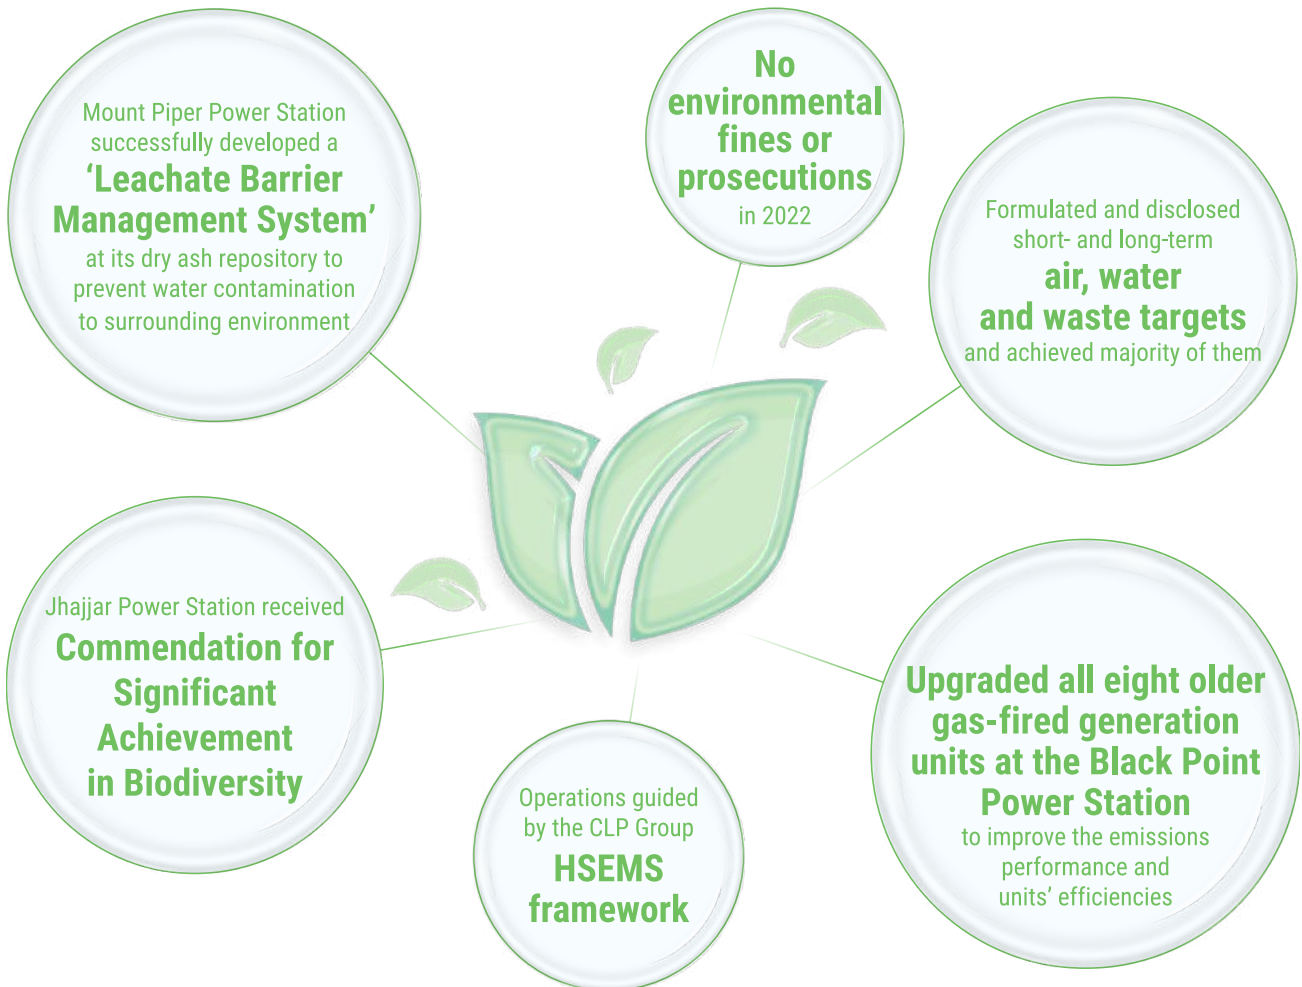 Mount Piper Power Station
successfully developed a
‘Leachate Barrier
Management System’
at its dry ash repository to
prevent water contamination
to surrounding environment
No
environmental
fines or
prosecutions
in 2022
Formulated and disclosed
short- and long-term
air, water
and waste targets
and achieved majority of them
Jhajjar Power Station received
Commendation for
Significant
Achievement
in Biodiversity
Operations guided
by the CLP Group
HSEMS
framework
Upgraded all eight older
gas-fired generation
units at the Black Point
Power Station
to improve the emissions
performance and
units’ efficiencies